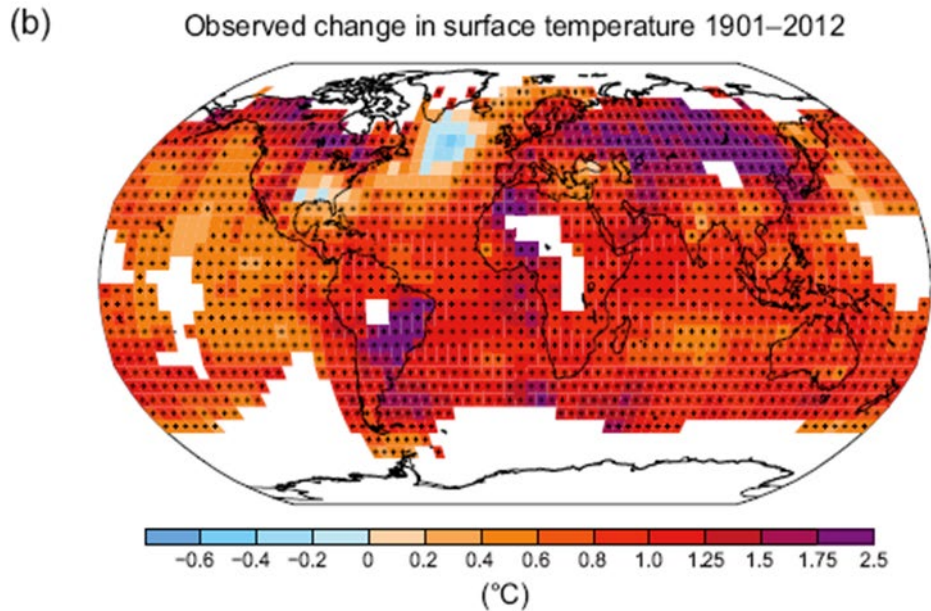 (b)
Observed change in surface temperature 1901–2012
−0.6 −0.4 −0.2 0 0.2 0.4 0.6 0.8 1.0 1.25 1.5 1.75 2.5
(°C)